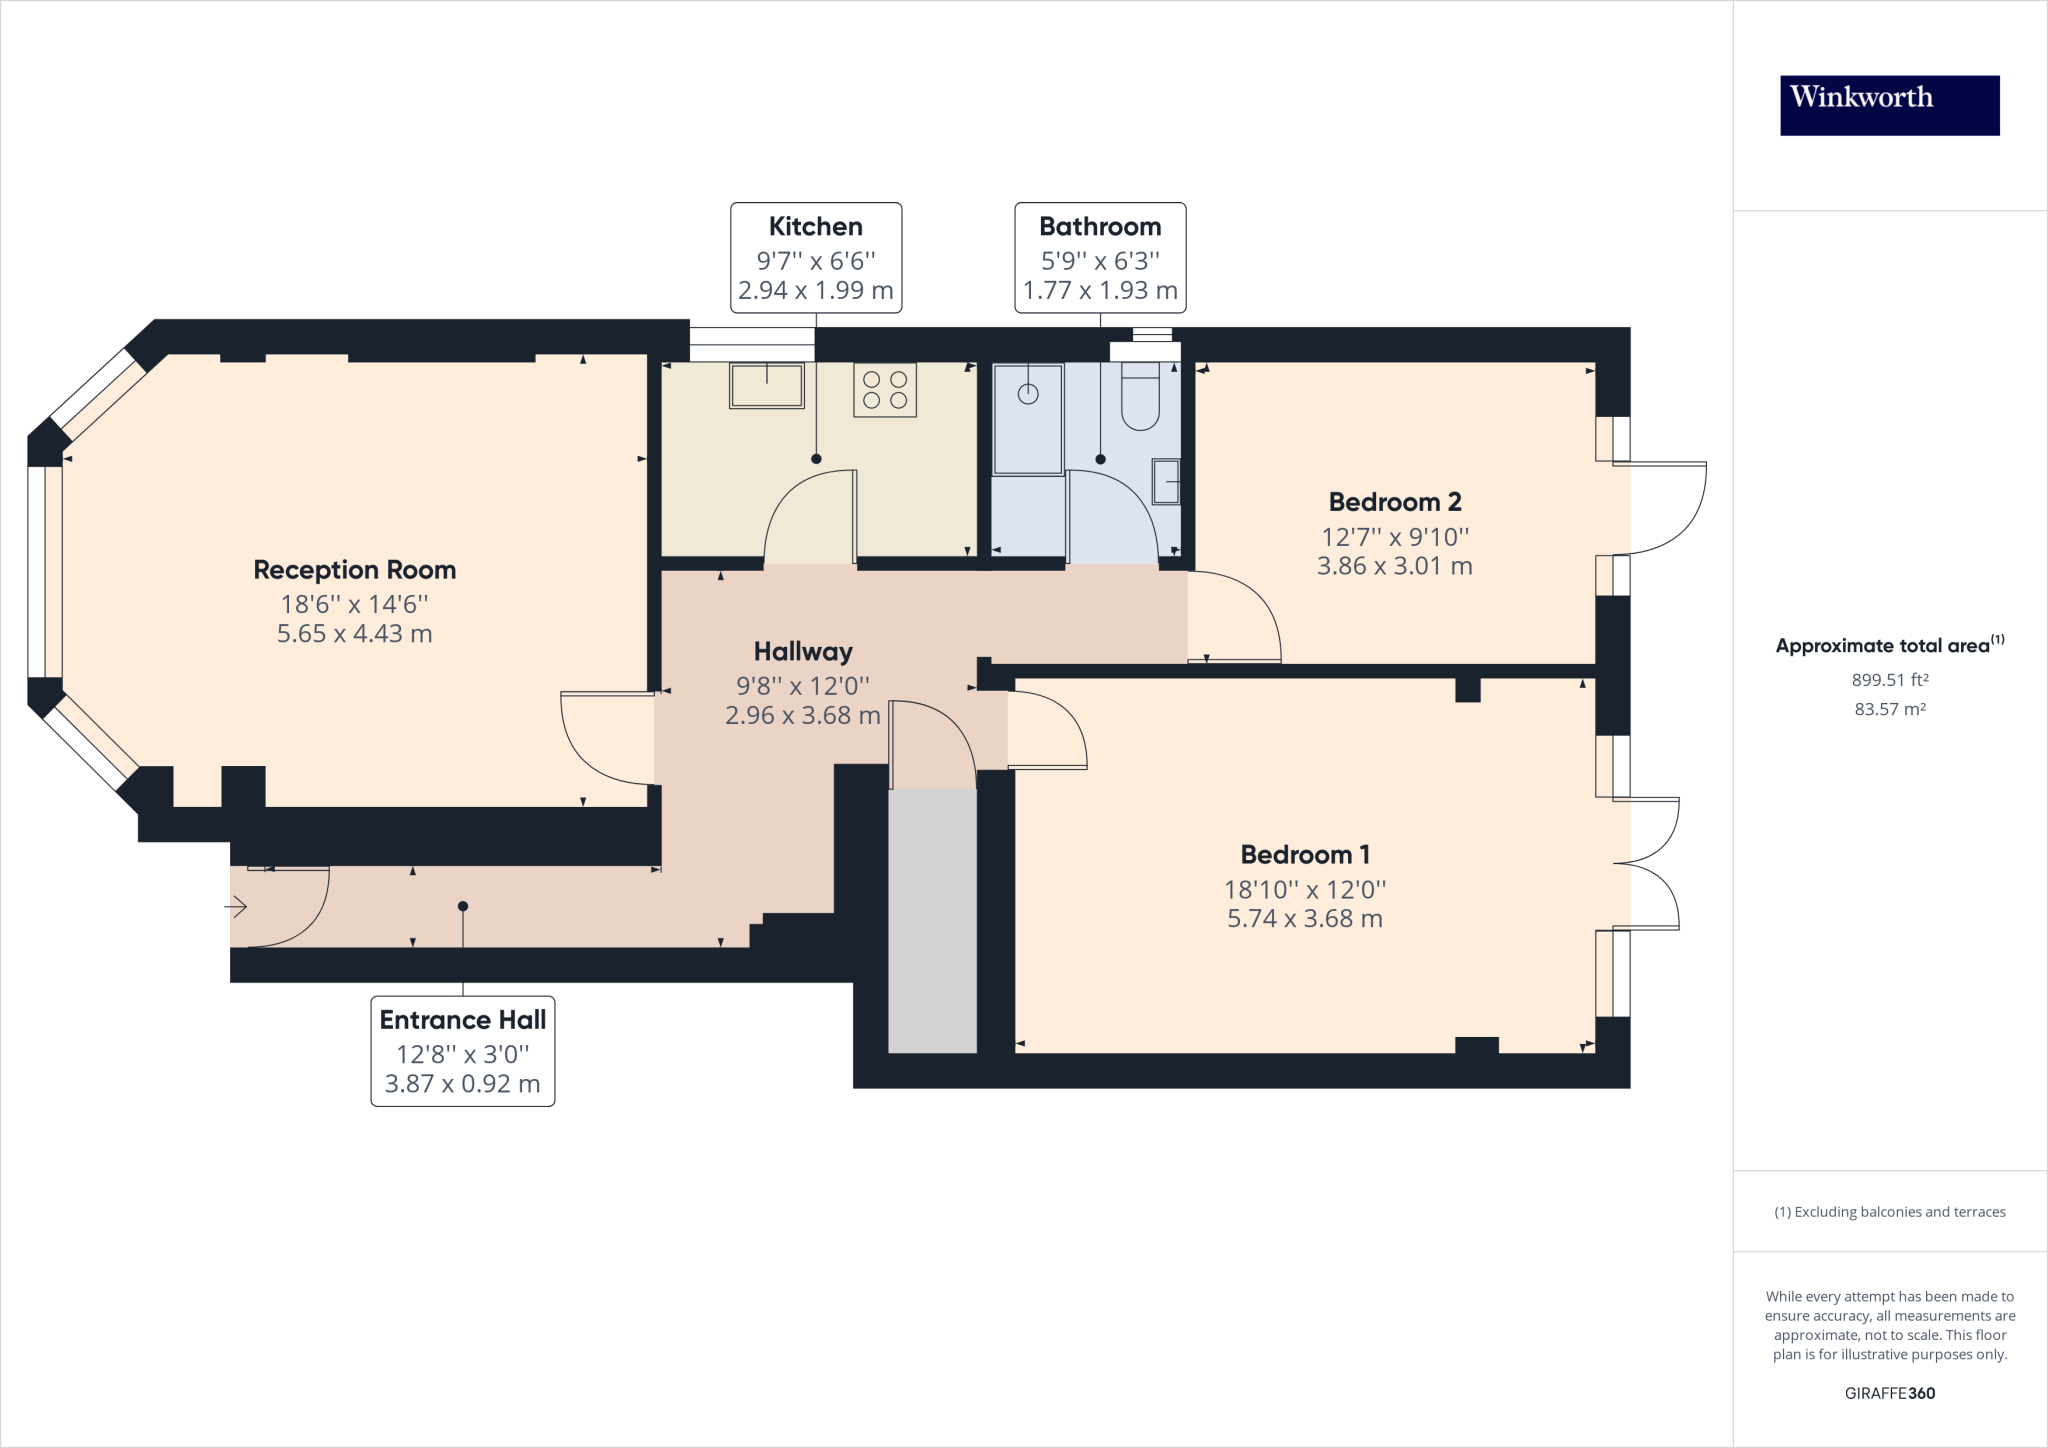 Winkworth
Kitchen
9'7'' x 6'6''
2.94 x 1.99 m
Bathroom
5'9'' x 6'3''
1.77 x 1.93 m
Bedroom 2
12'7'' x 9'10''
3.86 x 3.01 m
Reception Room
18'6'' x 14'6''
5.65 x 4.43 m
Hallway
9'8'' x 12'0''
2.96 x 3.68 m
Bedroom 1
18'10'' x 12'0''
5.74 x 3.68 m
Entrance Hall
12'8'' x 3'0''
3.87 x 0.92 m
Approximate total area(1)
899.51 ft²
83.57 m²
(1) Excluding balconies and terraces
While every attempt has been made to
ensure accuracy, all measurements are
approximate, not to scale. This floor
plan is for illustrative purposes only.
GIRAFFE360